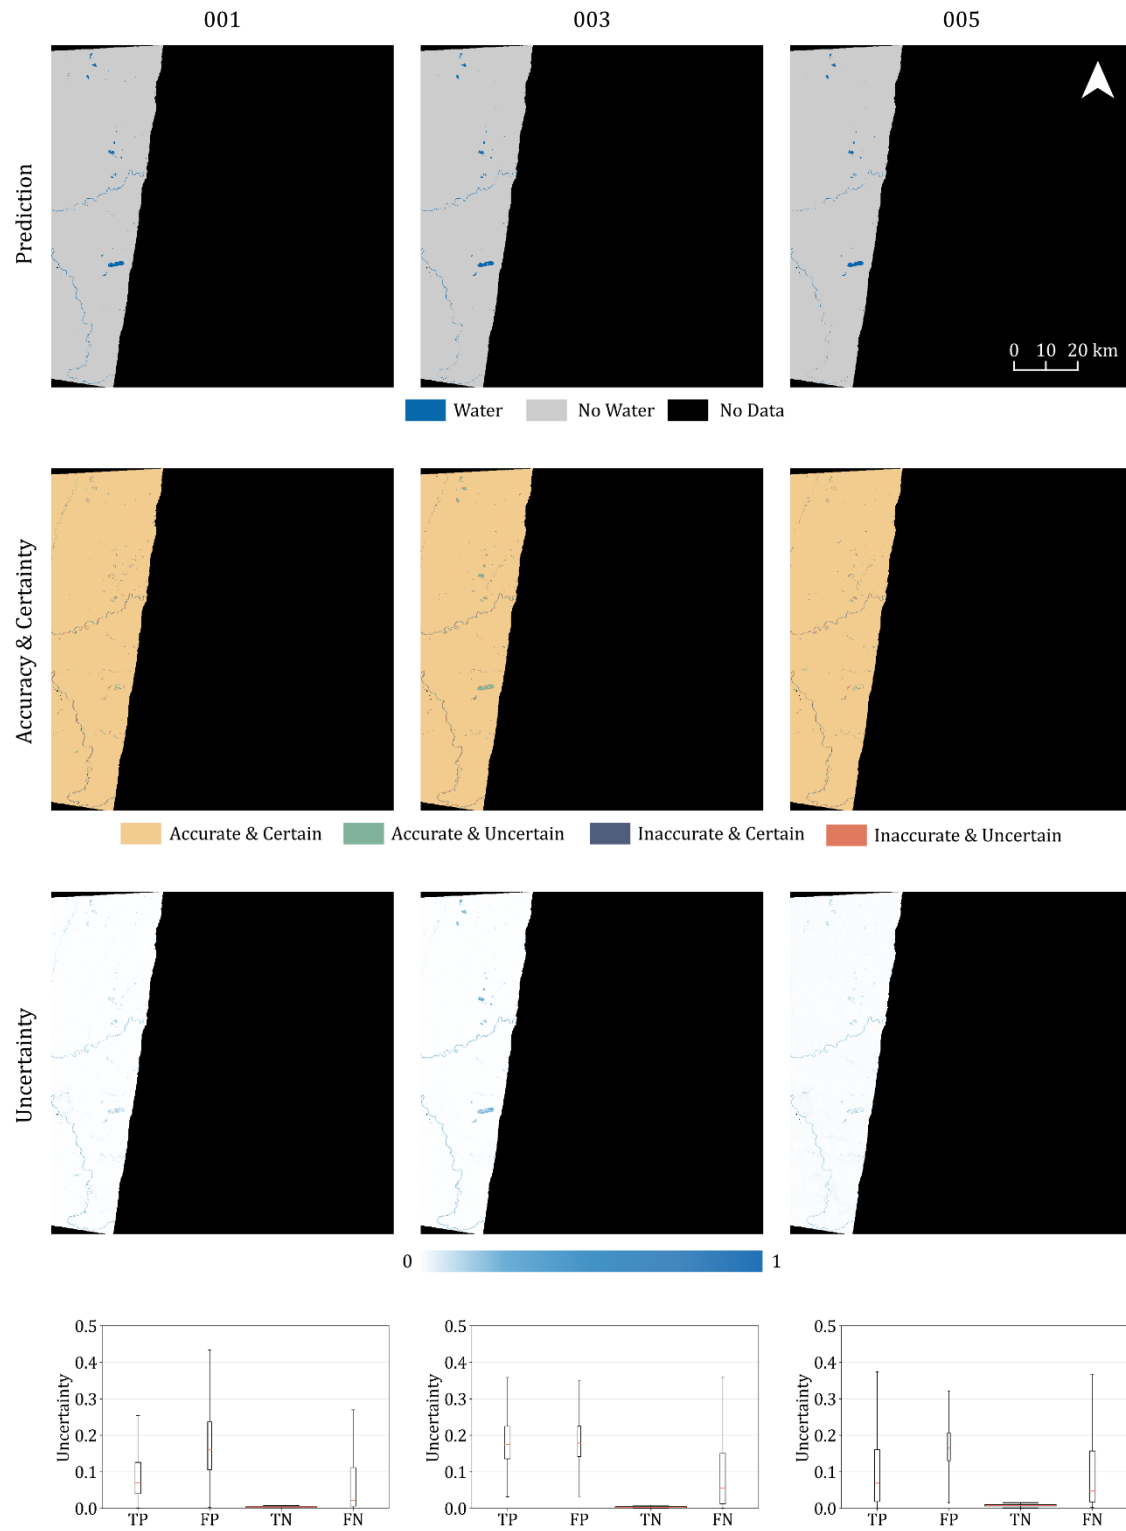 001 003 005
Prediction
0 10 20 km
Water No Water No Data
Accuracy & Certainty
Accurate & Certain Accurate & Uncertain Inaccurate & Certain Inaccurate & Uncertain
Uncertainty
0 1
Uncertainty
0.5
0.4
0.3
0.2
0.1
0.0
TP FP TN FN
Uncertainty
0.5
0.4
0.3
0.2
0.1
0.0
TP FP TN FN
Uncertainty
0.5
0.4
0.3
0.2
0.1
0.0
TP FP TN FN